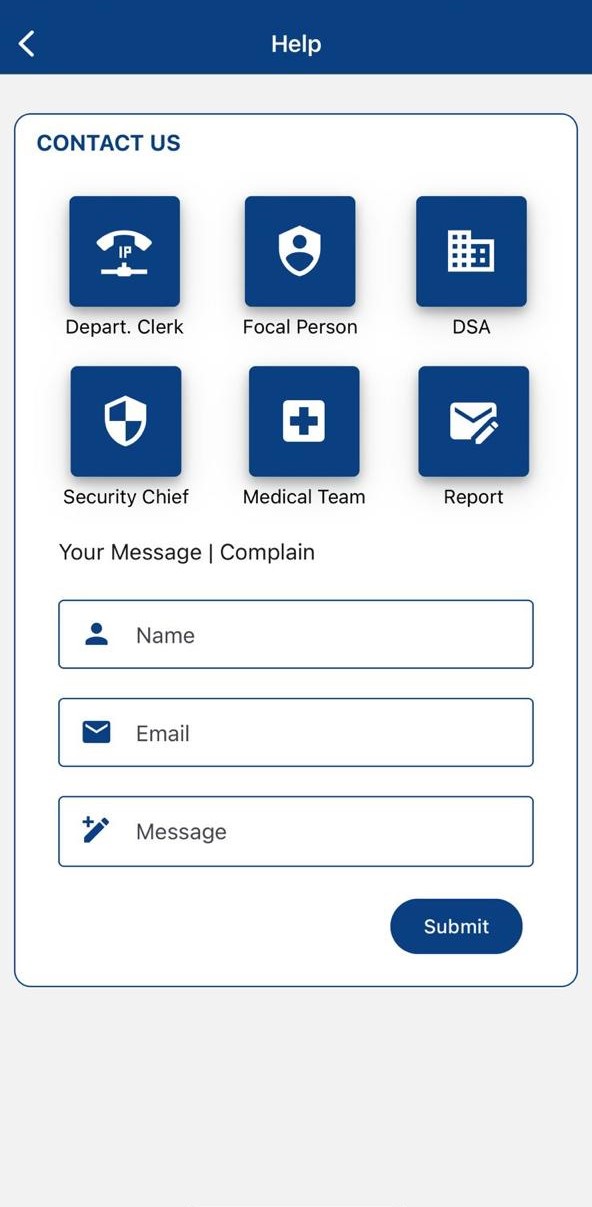 Help
CONTACT US
IP
Depart. Clerk Focal Person DSA
Security Chief Medical Team Report
Your Message | Complain
Name
Email
Message
Submit